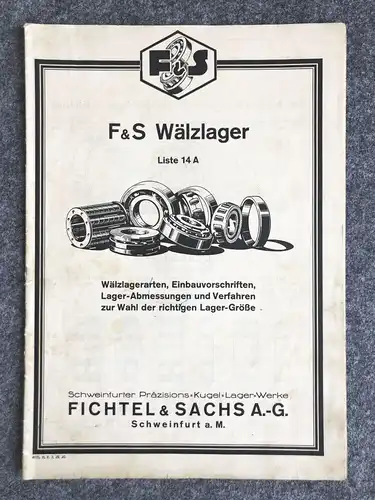 F&S
F&S Wälzlager
Liste 14 A
Wälzlagerarten, Einbauvorschriften,
Lager-Abmessungen und Verfahren
zur Wahl der richtigen Lager-Größe
Schweinfurter Präzisions-Kugel-Lager-Werke
FICHTEL & SACHS A.-G.
Schweinfurt a. M.